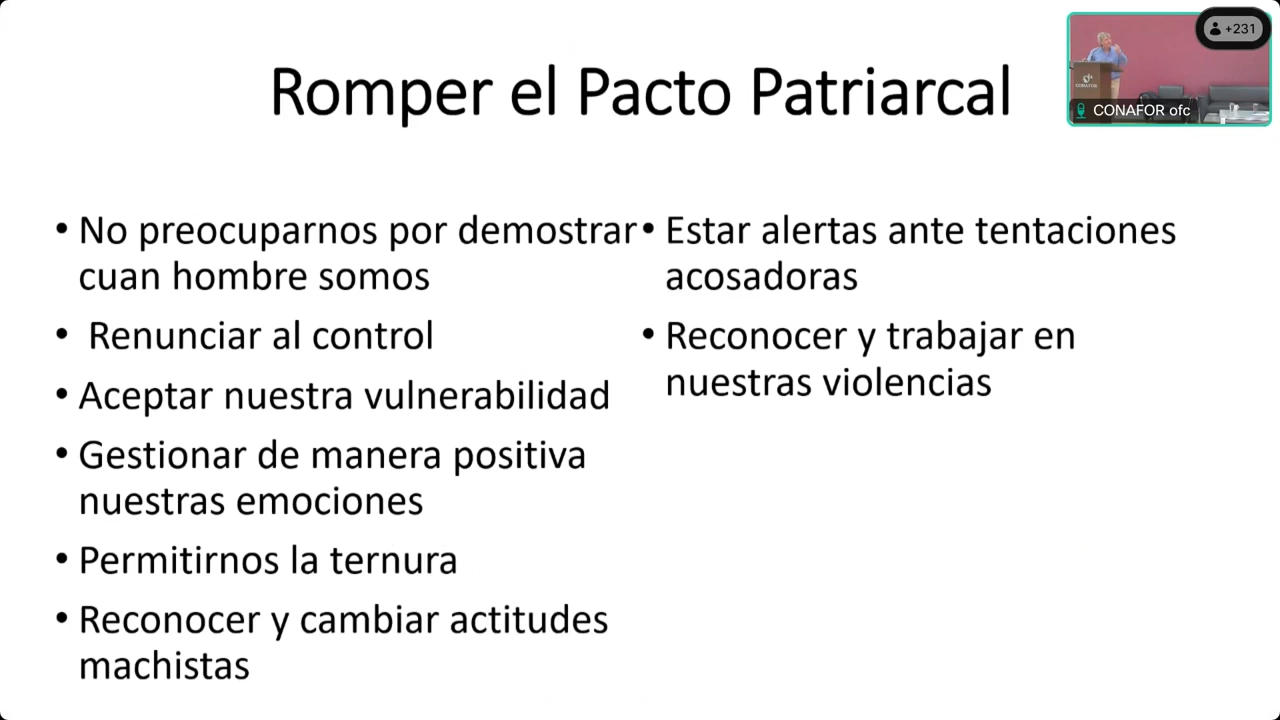 Romper el Pacto Patriarcal
+231
CONAFOR
CONAFOR ofc
• No preocuparnos por demostrar
cuan hombre somos
• Renunciar al control
• Aceptar nuestra vulnerabilidad
• Gestionar de manera positiva
nuestras emociones
• Permitirnos la ternura
• Reconocer y cambiar actitudes
machistas
• Estar alertas ante tentaciones
acosadoras
• Reconocer y trabajar en
nuestras violencias